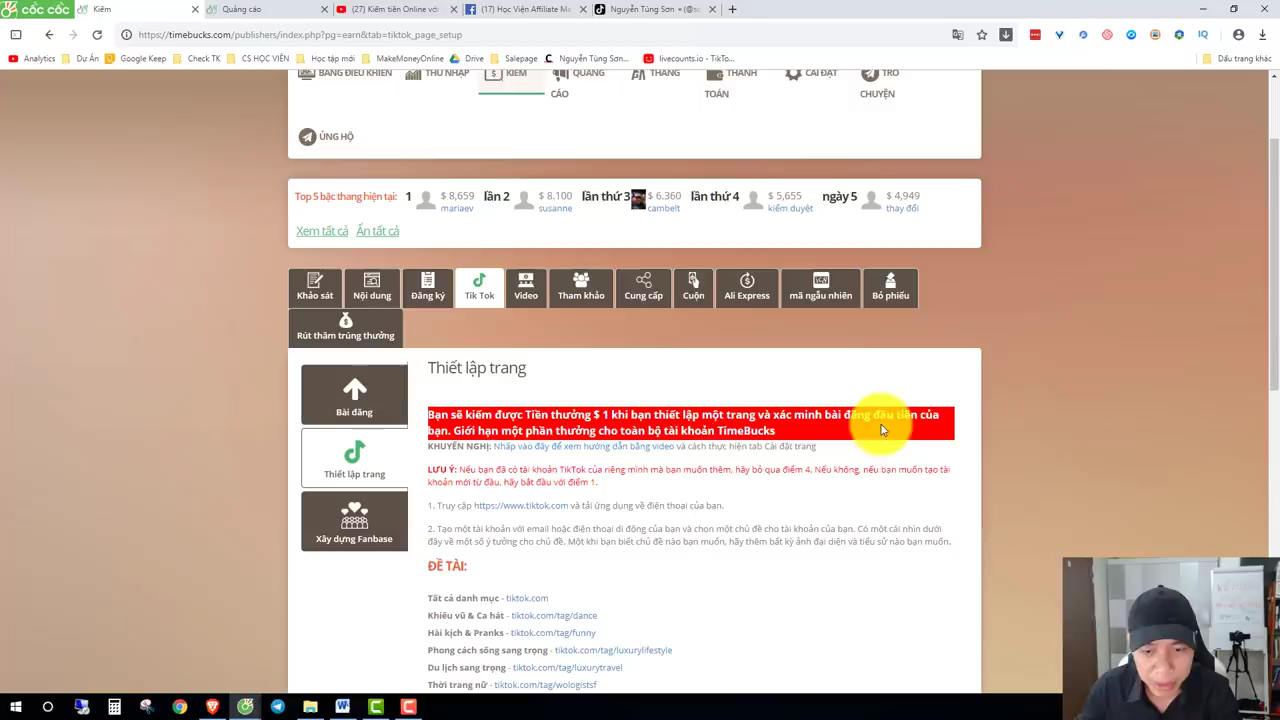 cốc cốc
Kiếm
Quảng cáo
(27) Kiếm tiền Online với
(17) Học Viện Affiliate Ma
Nguyễn Tùng Sơn
https://timebucks.com/publishers/index.php?pg=earn&tab=tiktok_page_setup
Analytics
Dự Án
Google Keep
Check TK
CS HỌC VIÊN
Học tập mới
MakeMoneyOnline
Drive
Salepage
Nguyễn Tùng Sơn...
livecounts.io - TikTo...
Dấu trang khác
BẢNG ĐIỀU KHIỂN
THU NHẬP
KIẾM
QUẢNG CÁO
THANG
THANH TOÁN
CÀI ĐẶT
TRÒ CHUYỆN
ỦNG HỘ
Top 5 bậc thang hiện tại:
1
$ 8,659
mariaev
lần 2
$ 8.100
susanne
lần thứ 3
$ 6.360
cambelt
lần thứ 4
$ 5,655
kiểm duyệt
ngày 5
$ 4,949
thay đổi
Xem tất cả
Ẩn tất cả
Khảo sát
Nội dung
Đăng ký
Tik Tok
Video
Tham khảo
Cung cấp
Cuộn
Ali Express
mã ngẫu nhiên
Bỏ phiếu
Rút thăm trúng thưởng
Bài đăng
Thiết lập trang
Xây dựng Fanbase
Thiết lập trang
Bạn sẽ kiếm được Tiền thưởng $ 1 khi bạn thiết lập một trang và xác minh bài đăng đầu tiên của
bạn. Giới hạn một phần thưởng cho toàn bộ tài khoản TimeBucks
KHUYẾN NGHỊ: Nhấp vào đây để xem hướng dẫn bằng video và cách thực hiện tab Cài đặt trang
LƯU Ý: Nếu bạn đã có tài khoản TikTok của riêng mình mà bạn muốn thêm, hãy bỏ qua điểm 4. Nếu không, nếu bạn muốn tạo tài
khoản mới từ đầu, hãy bắt đầu với điểm 1.
1. Truy cập https://www.tiktok.com và tải ứng dụng về điện thoại của bạn.
2. Tạo một tài khoản với email hoặc điện thoại di động của bạn và chọn một chủ đề cho tài khoản của bạn. Có một cái nhìn dưới
đây về một số ý tưởng cho chủ đề. Một khi bạn biết chủ đề nào bạn muốn, hãy thêm bất kỳ ảnh đại diện và tiểu sử nào bạn muốn.
ĐỀ TÀI:
Tất cả danh mục - tiktok.com
Khiêu vũ & Ca hát - tiktok.com/tag/dance
Hài kịch & Pranks - tiktok.com/tag/funny
Phong cách sống sang trọng - tiktok.com/tag/luxurylifestyle
Du lịch sang trọng - tiktok.com/tag/luxurytravel
Thời trang nữ - tiktok.com/tag/wologistsf